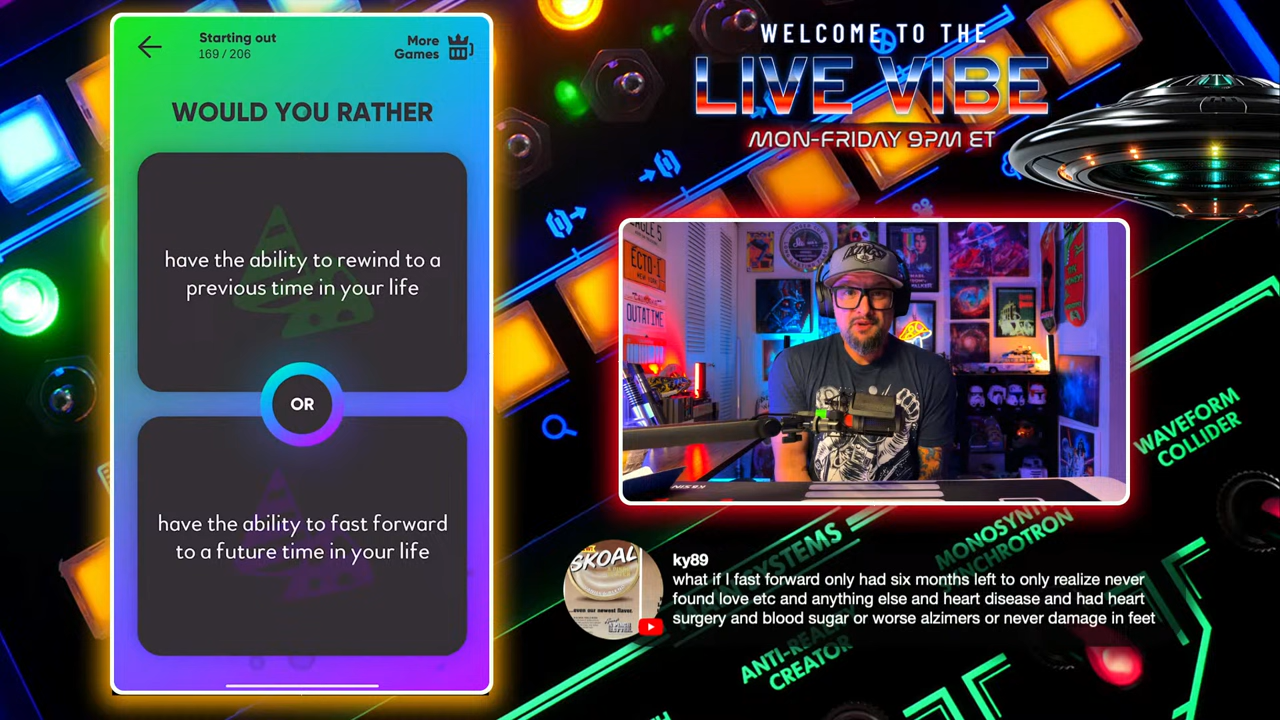 Starting out
169 / 206
More
Games
WOULD YOU RATHER
have the ability to rewind to a
previous time in your life
OR
have the ability to fast forward
to a future time in your life
WELCOME TO THE
LIVE VIBE
MON-FRIDAY 9PM ET
EAGLE 5
ECTO-1
OUTATIME
WAVEFORM
COLLIDER
SYSTEMS
SKOAL
ky89
what if I fast forward only had six months left to only realize never
found love etc and anything else and heart disease and had heart
surgery and blood sugar or worse alzimers or never damage in feet
CREATOR